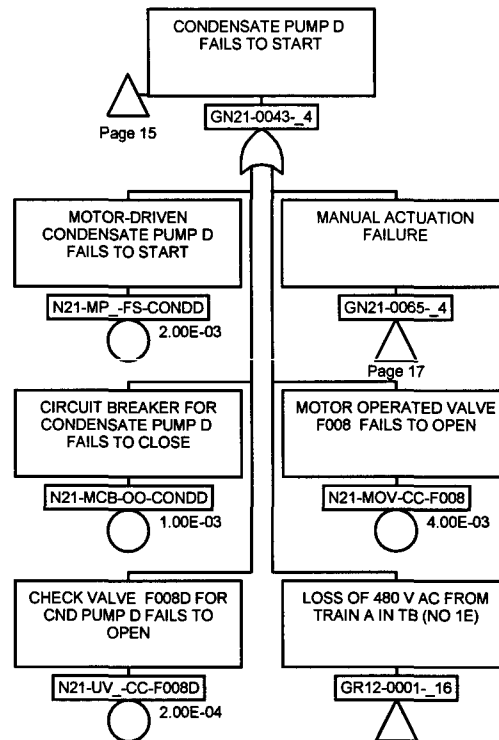 CONDENSATE PUMP D
FAILS TO START
Page 15
GN21-0043-_4
MOTOR-DRIVEN
CONDENSATE PUMP D
FAILS TO START
N21-MP_-FS-CONDD
2.00E-03
MANUAL ACTUATION
FAILURE
GN21-0065-_4
Page 17
CIRCUIT BREAKER FOR
CONDENSATE PUMP D
FAILS TO CLOSE
N21-MCB-OO-CONDD
1.00E-03
MOTOR OPERATED VALVE
F008 FAILS TO OPEN
N21-MOV-CC-F008
4.00E-03
CHECK VALVE F008D FOR
CND PUMP D FAILS TO
OPEN
N21-UV_-CC-F008D
2.00E-04
LOSS OF 480 V AC FROM
TRAIN A IN TB (NO 1E)
GR12-0001-_16